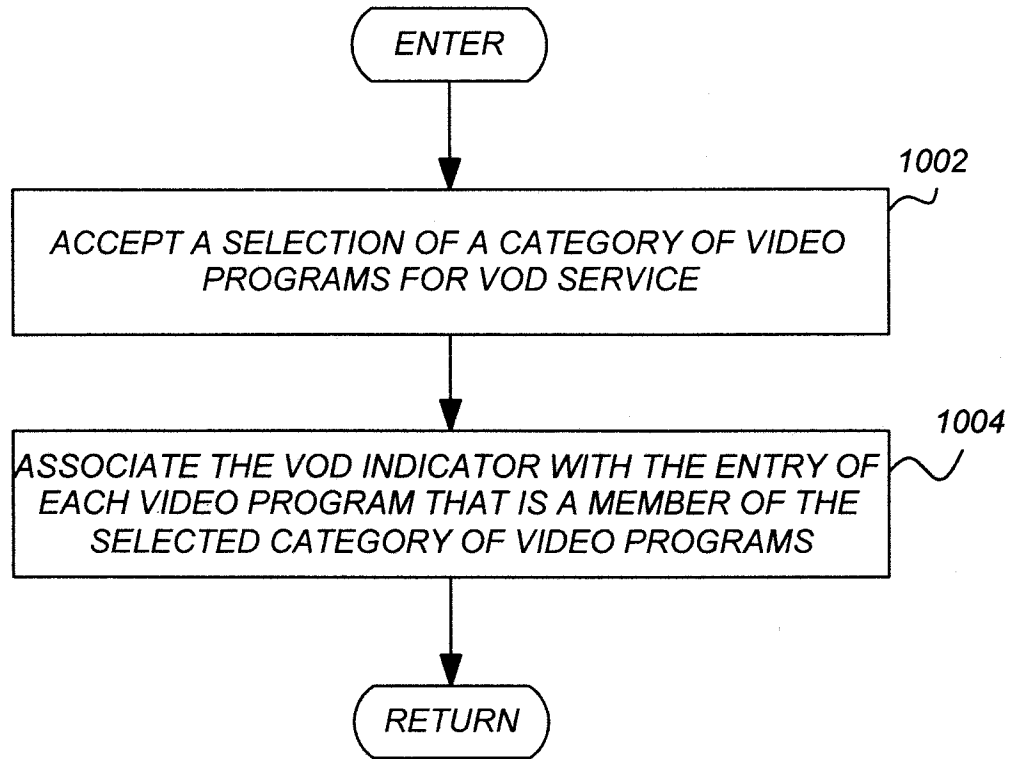 ENTER
1002
ACCEPT A SELECTION OF A CATEGORY OF VIDEO
PROGRAMS FOR VOD SERVICE
1004
ASSOCIATE THE VOD INDICATOR WITH THE ENTRY OF
EACH VIDEO PROGRAM THAT IS A MEMBER OF THE
SELECTED CATEGORY OF VIDEO PROGRAMS
RETURN